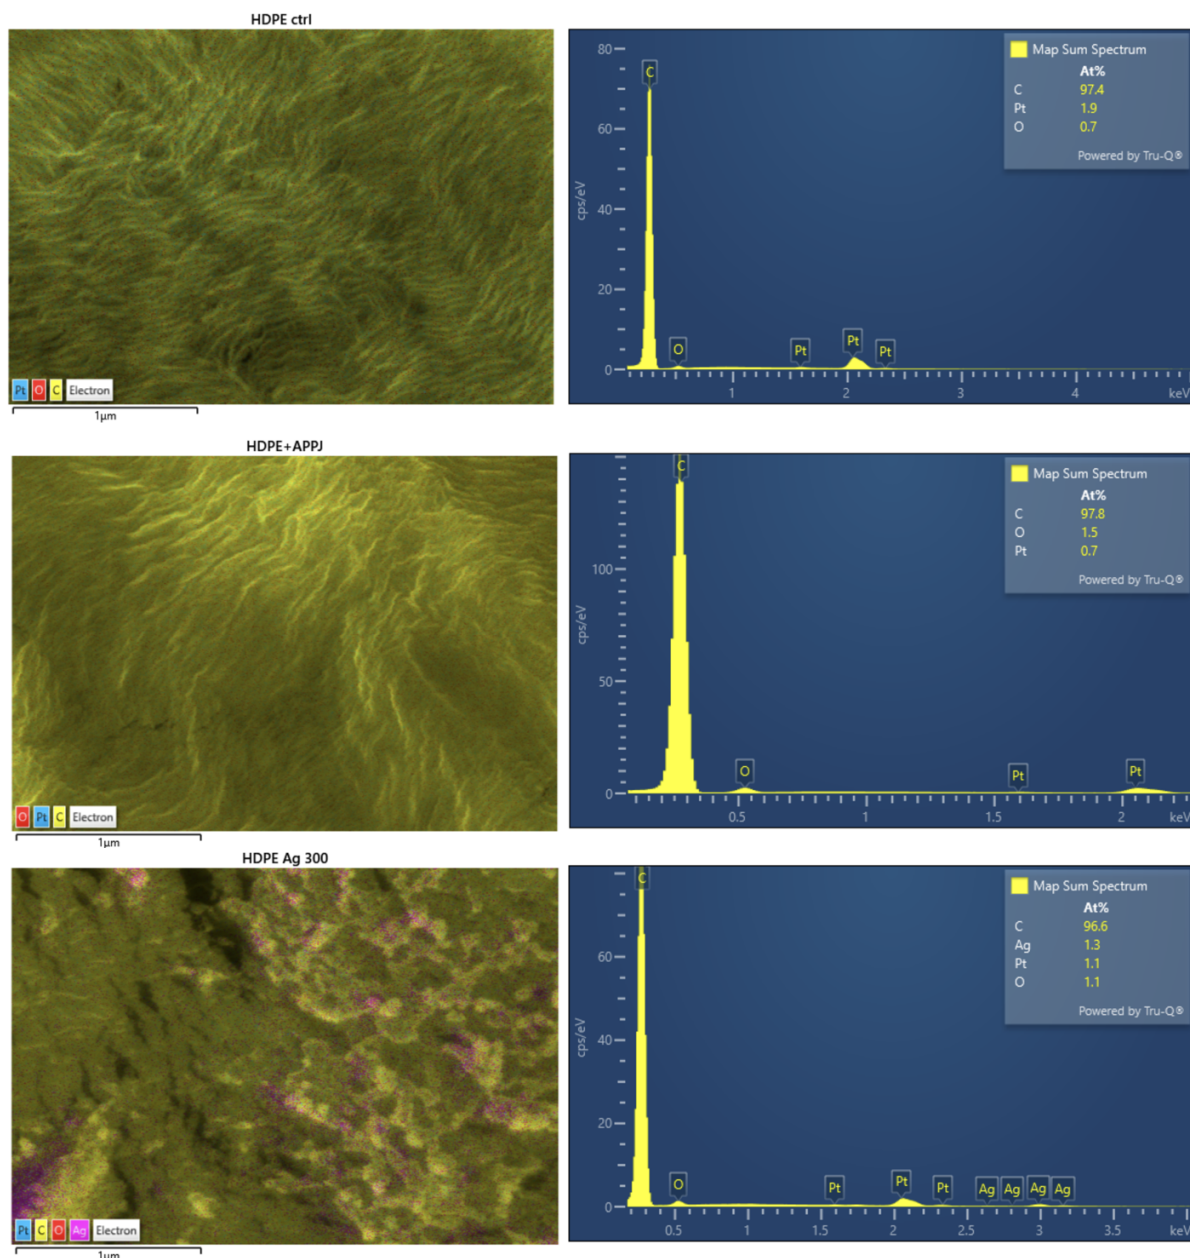 HDPE ctrl
Pt O C Electron
1µm
80
60
40
20
0
cps/eV
C
O
Pt
Pt
Pt
1 2 3 4 keV
Map Sum Spectrum
At%
C 97.4
Pt 1.9
O 0.7
Powered by Tru-Q®
HDPE+APPJ
O Pt C Electron
1µm
100
50
0
cps/eV
C
O
Pt
Pt
0.5 1 1.5 2 keV
Map Sum Spectrum
At%
C 97.8
O 1.5
Pt 0.7
Powered by Tru-Q®
HDPE Ag 300
Pt C O Ag Electron
1µm
60
40
20
0
cps/eV
C
O
Pt
Pt
Pt
Ag
Ag
Ag
Ag
0.5 1 1.5 2 2.5 3 3.5 keV
Map Sum Spectrum
At%
C 96.6
Ag 1.3
Pt 1.1
O 1.1
Powered by Tru-Q®